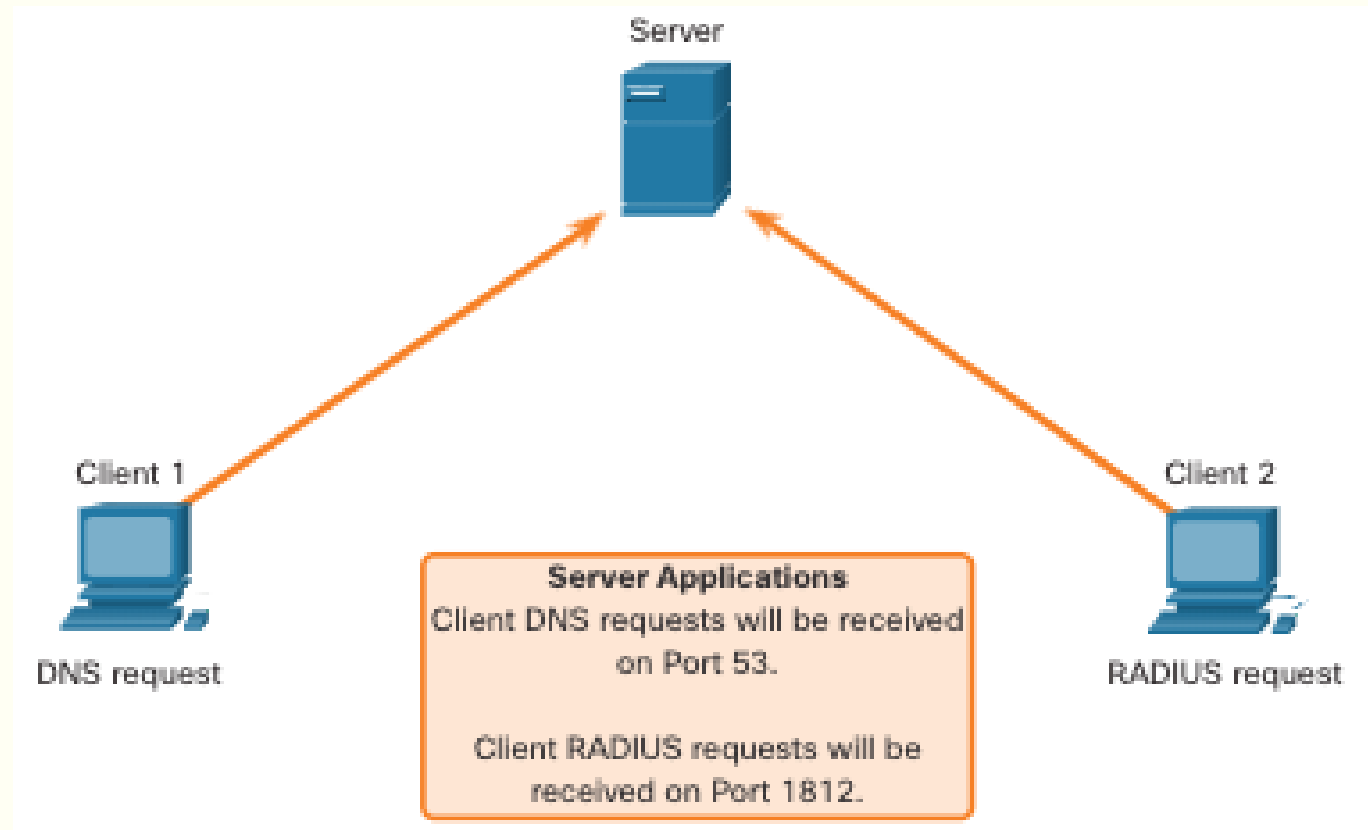 Server
Client 1
Client 2
DNS request
RADIUS request
Server Applications
Client DNS requests will be received
on Port 53.
Client RADIUS requests will be
received on Port 1812.